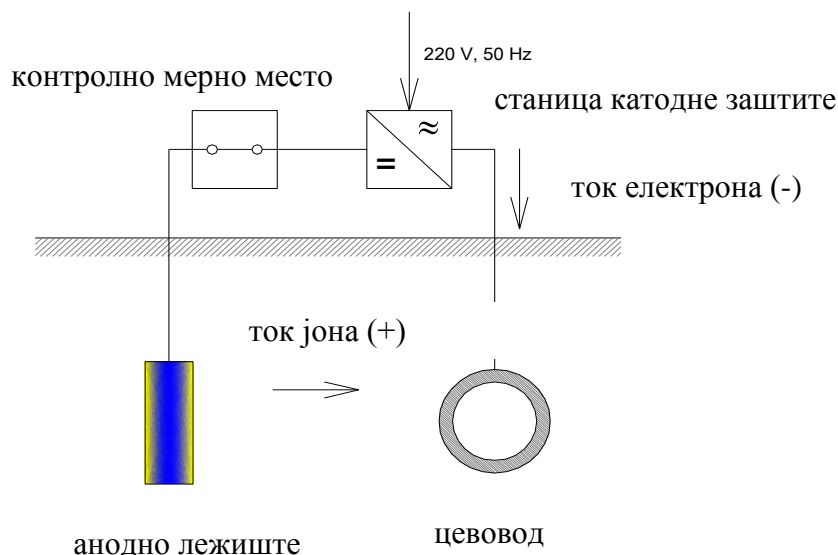 220 V, 50 Hz
контролно мерно место
станица катодне заштите
≈
=
ток електрона (-)
ток јона (+)
анодно лежиште
цевовод